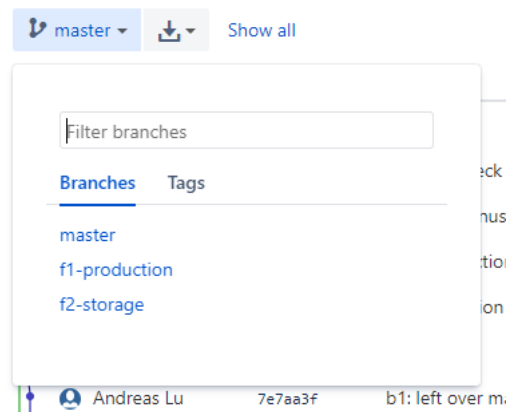 master Show all
Filter branches
Branches Tags
master
f1-production
f2-storage
Andreas Lu 7e7aa3f b1: left over